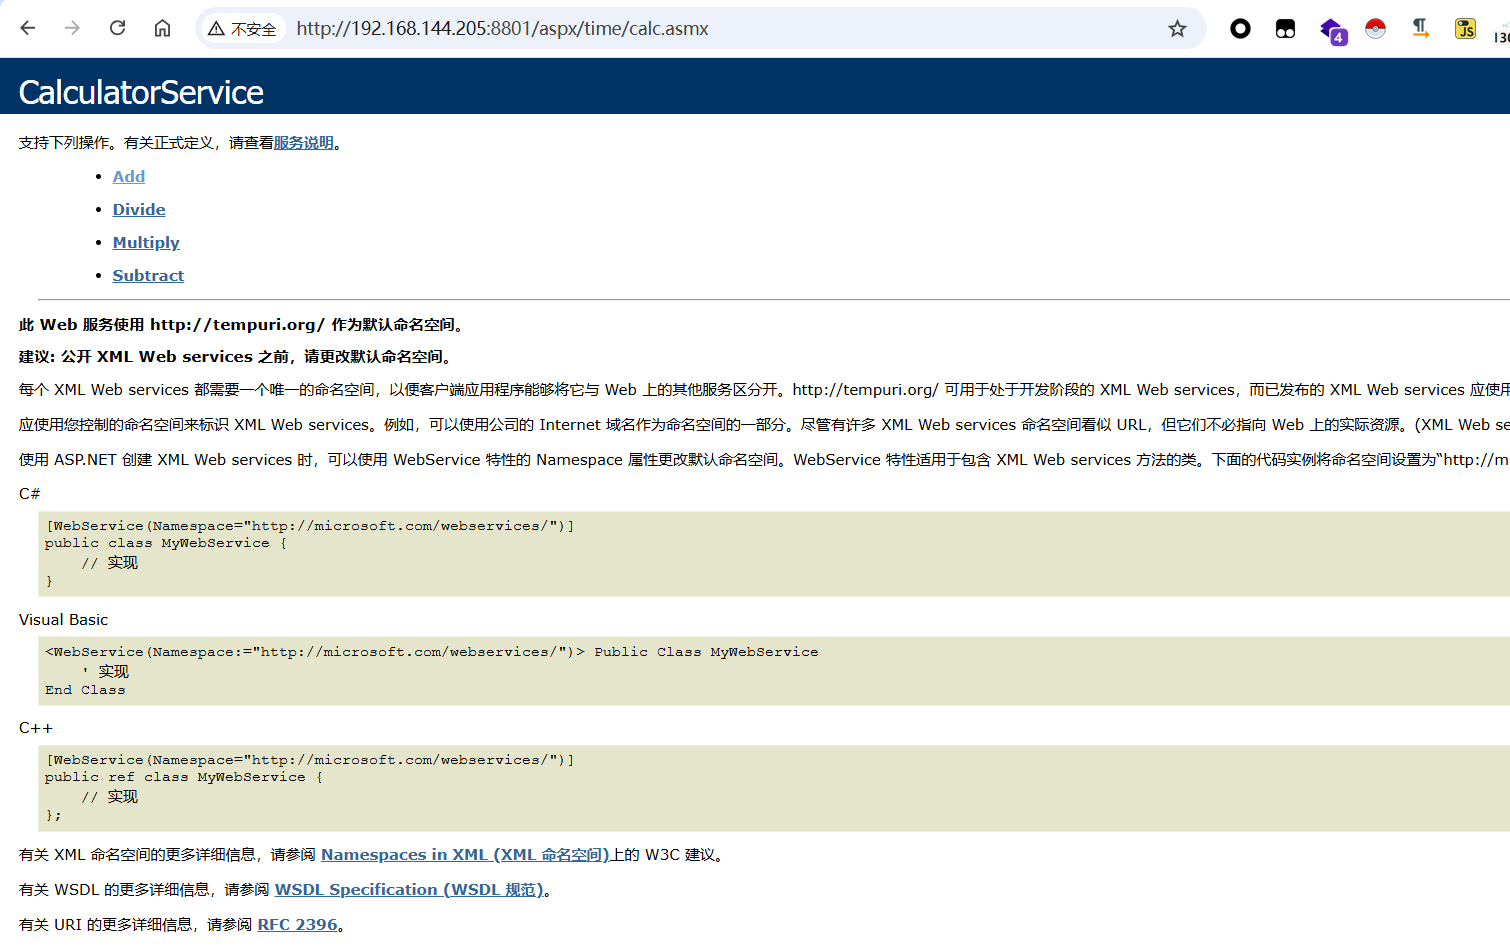 不安全 http://192.168.144.205:8801/aspx/time/calc.asmx
4
JS
CalculatorService
支持下列操作。有关正式定义，请查看服务说明。
Add
Divide
Multiply
Subtract
此 Web 服务使用 http://tempuri.org/ 作为默认命名空间。
建议: 公开 XML Web services 之前，请更改默认命名空间。
每个 XML Web services 都需要一个唯一的命名空间，以便客户端应用程序能够将它与 Web 上的其他服务区分开。http://tempuri.org/ 可用于处于开发阶段的 XML Web services，而已发布的 XML Web services 应使用
应使用您控制的命名空间来标识 XML Web services。例如，可以使用公司的 Internet 域名作为命名空间的一部分。尽管有许多 XML Web services 命名空间看似 URL，但它们不必指向 Web 上的实际资源。(XML Web se
使用 ASP.NET 创建 XML Web services 时，可以使用 WebService 特性的 Namespace 属性更改默认命名空间。WebService 特性适用于包含 XML Web services 方法的类。下面的代码实例将命名空间设置为“http://m
C#
[WebService(Namespace="http://microsoft.com/webservices/")]
public class MyWebService {
// 实现
}
Visual Basic
<WebService(Namespace:="http://microsoft.com/webservices/")> Public Class MyWebService
' 实现
End Class
C++
[WebService(Namespace="http://microsoft.com/webservices/")]
public ref class MyWebService {
// 实现
};
有关 XML 命名空间的更多详细信息，请参阅 Namespaces in XML (XML 命名空间)上的 W3C 建议。
有关 WSDL 的更多详细信息，请参阅 WSDL Specification (WSDL 规范)。
有关 URI 的更多详细信息，请参阅 RFC 2396。